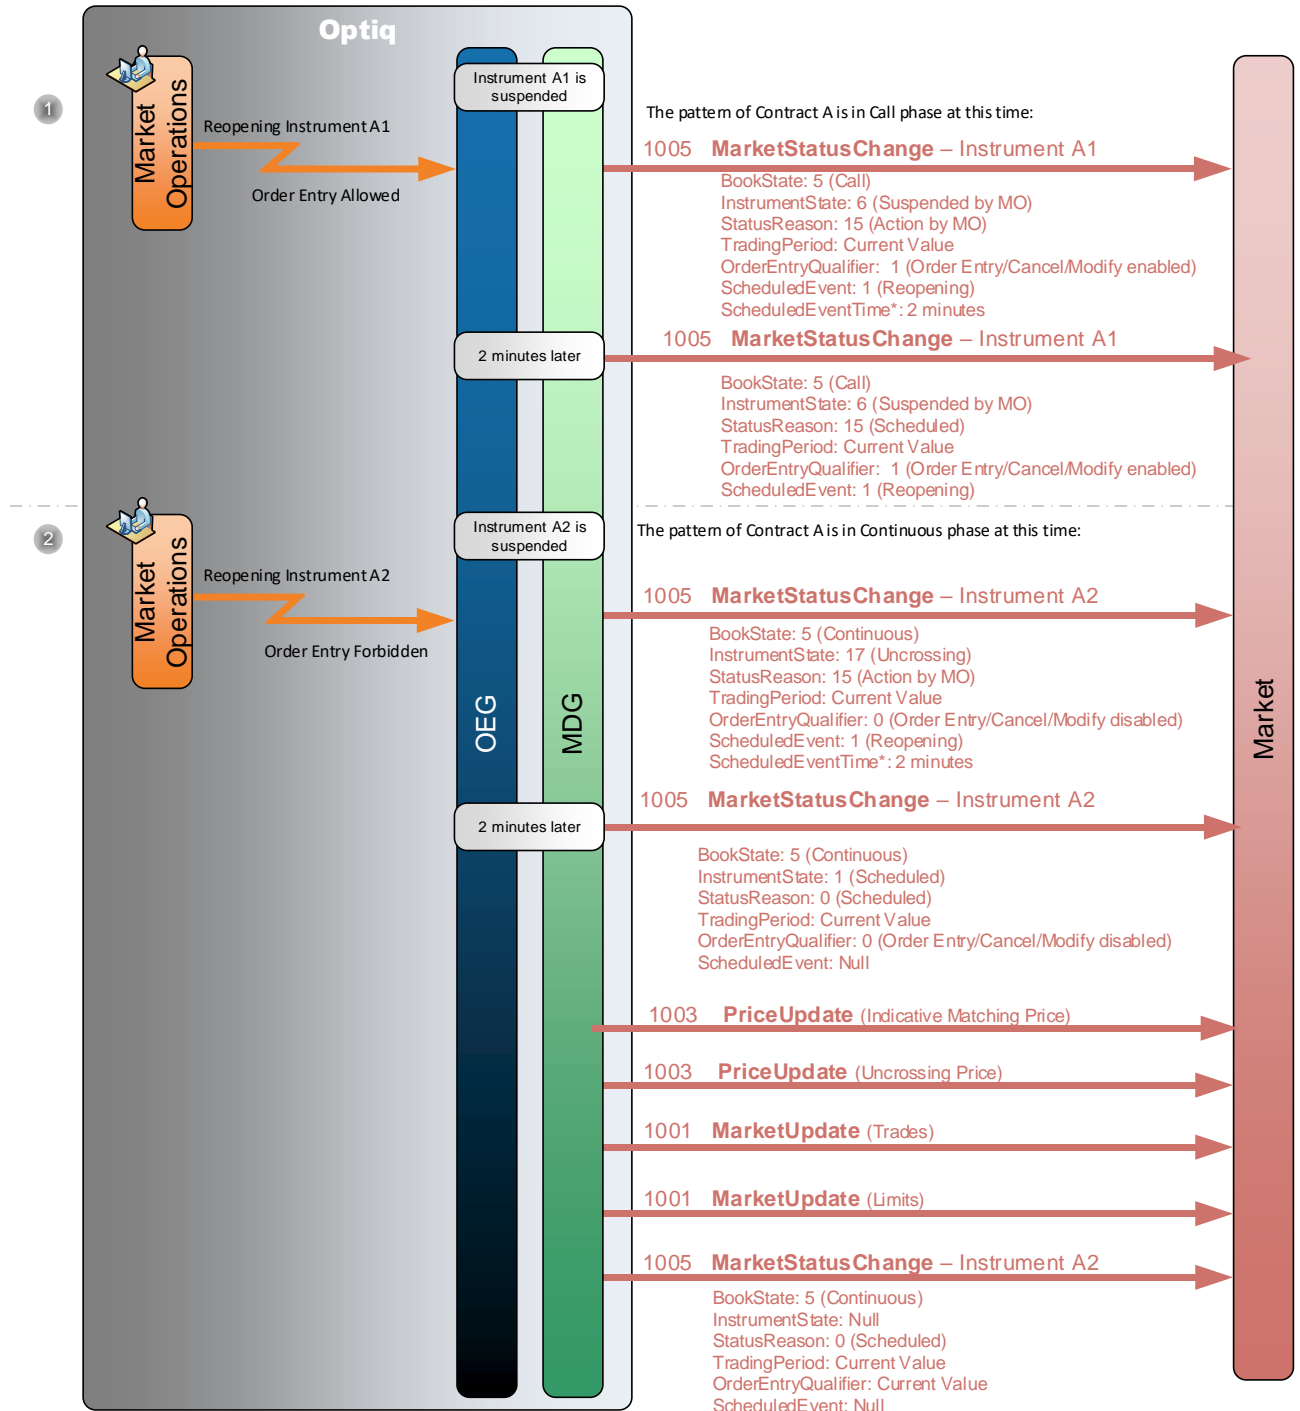 Optiq
Instrument A1 is
suspended
1
Market
Operations
Reopening Instrument A1
Order Entry Allowed
The pattern of Contract A is in Call phase at this time:
1005 MarketStatusChange – Instrument A1
BookState: 5 (Call)
InstrumentState: 6 (Suspended by MO)
StatusReason: 15 (Action by MO)
TradingPeriod: Current Value
OrderEntryQualifier: 1 (Order Entry/Cancel/Modify enabled)
ScheduledEvent: 1 (Reopening)
ScheduledEventTime*: 2 minutes
2 minutes later
1005 MarketStatusChange – Instrument A1
BookState: 5 (Call)
InstrumentState: 6 (Suspended by MO)
StatusReason: 15 (Scheduled)
TradingPeriod: Current Value
OrderEntryQualifier: 1 (Order Entry/Cancel/Modify enabled)
ScheduledEvent: 1 (Reopening)
2
Market
Operations
Instrument A2 is
suspended
Reopening Instrument A2
Order Entry Forbidden
The pattern of Contract A is in Continuous phase at this time:
1005 MarketStatusChange – Instrument A2
BookState: 5 (Continuous)
InstrumentState: 17 (Uncrossing)
StatusReason: 15 (Action by MO)
TradingPeriod: Current Value
OrderEntryQualifier: 0 (Order Entry/Cancel/Modify disabled)
ScheduledEvent: 1 (Reopening)
ScheduledEventTime*: 2 minutes
OEG
MDG
Market
2 minutes later
1005 MarketStatusChange – Instrument A2
BookState: 5 (Continuous)
InstrumentState: 1 (Scheduled)
StatusReason: 0 (Scheduled)
TradingPeriod: Current Value
OrderEntryQualifier: 0 (Order Entry/Cancel/Modify disabled)
ScheduledEvent: Null
1003 PriceUpdate (Indicative Matching Price)
1003 PriceUpdate (Uncrossing Price)
1001 MarketUpdate (Trades)
1001 MarketUpdate (Limits)
1005 MarketStatusChange – Instrument A2
BookState: 5 (Continuous)
InstrumentState: Null
StatusReason: 0 (Scheduled)
TradingPeriod: Current Value
OrderEntryQualifier: Current Value
ScheduledEvent: Null